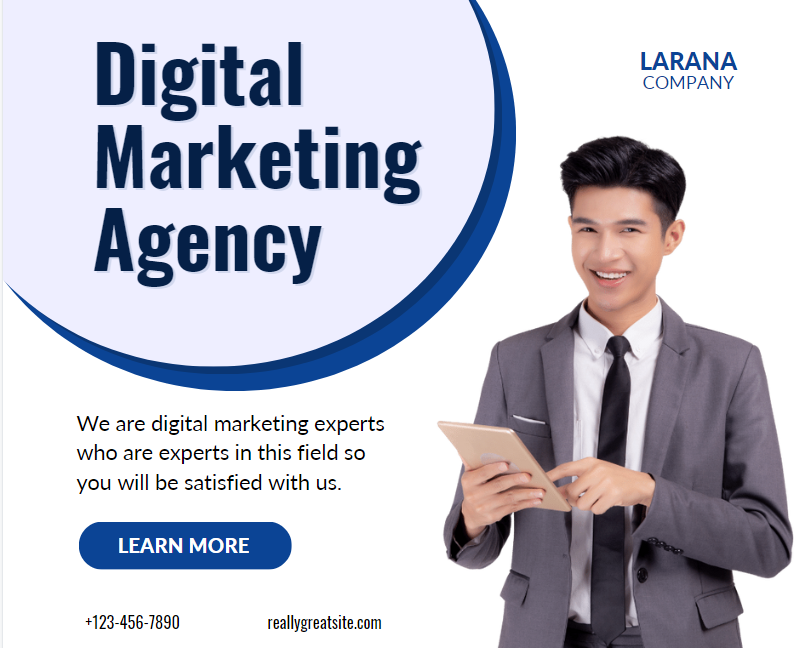 Digital
Marketing
Agency
LARANA
COMPANY
We are digital marketing experts
who are experts in this field so
you will be satisfied with us.
LEARN MORE
+123-456-7890
reallygreatsite.com